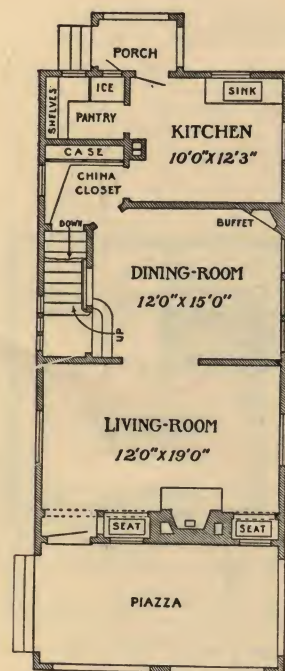 PORCH
SHELVES
ICE
SINK
PANTRY
KITCHEN
10'0"X12'3"
CASE
CHINA
CLOSET
DOWN
BUFFET
DINING-ROOM
12'0"X15'0"
UP
LIVING-ROOM
12'0"X19'0"
SEAT
SEAT
PIAZZA